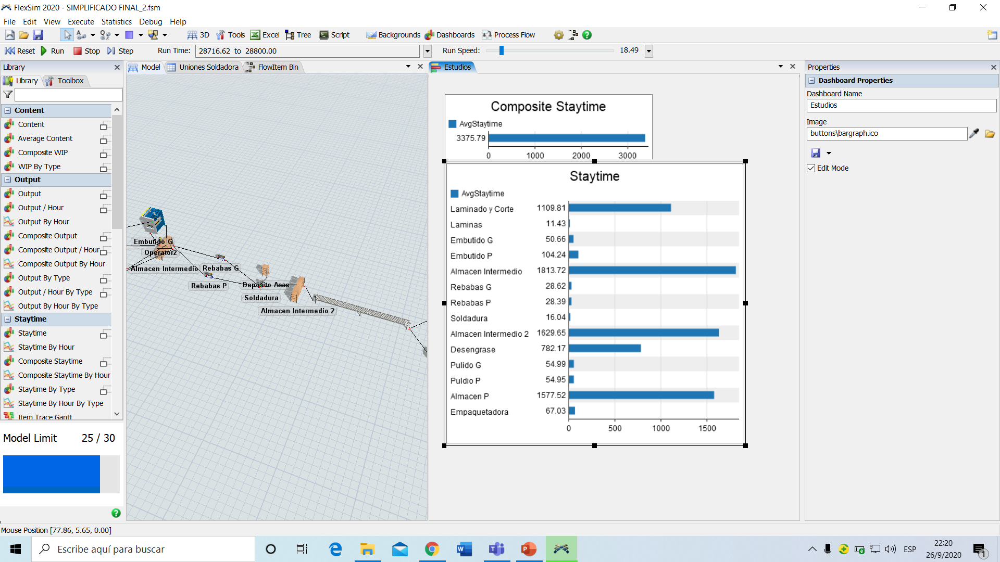 FlexSim 2020 - SIMPLIFICADO FINAL_2.fsm
File Edit View Execute Statistics Debug Help
3D Tools Excel Tree Script Backgrounds Dashboards Process Flow
Reset Run Stop Step Run Time: 28716.62 to 28800.00 Run Speed: 18.49
Library
Library Toolbox
Content
Content
Average Content
Composite WIP
WIP By Type
Output
Output
Output / Hour
Output By Hour
Composite Output
Composite Output / Hour
Composite Output By Hour
Output By Type
Output / Hour By Type
Output By Hour By Type
Staytime
Staytime
Staytime By Hour
Composite Staytime
Composite Staytime By Hour
Staytime By Type
Staytime By Hour By Type
Item Trace Gantt
Model Limit 25 / 30
Model Uniones Soldadora FlowItem Bin
Embutido G
Operator2
Almacen Intermedio
Rebabas G
Rebabas P
Deposito Asas
Soldadura
Almacen Intermedio 2
Estudios
Composite Staytime
AvgStaytime
3375.79
0 1000 2000 3000
Staytime
AvgStaytime
Laminado y Corte 1109.81
Laminas 11.43
Embutido G 50.66
Embutido P 104.24
Almacen Intermedio 1813.72
Rebabas G 28.62
Rebabas P 28.39
Soldadura 16.04
Almacen Intermedio 2 1629.65
Desengrase 782.17
Pulido G 54.99
Puldio P 54.95
Almacen P 1577.52
Empaquetadora 67.03
0 500 1000 1500
Properties
Dashboard Properties
Dashboard Name
Estudios
Image
buttons\bargraph.ico
Edit Mode
Mouse Position [77.86, 5.65, 0.00]
Escribe aquí para buscar
ESP
22:20
26/9/2020
1